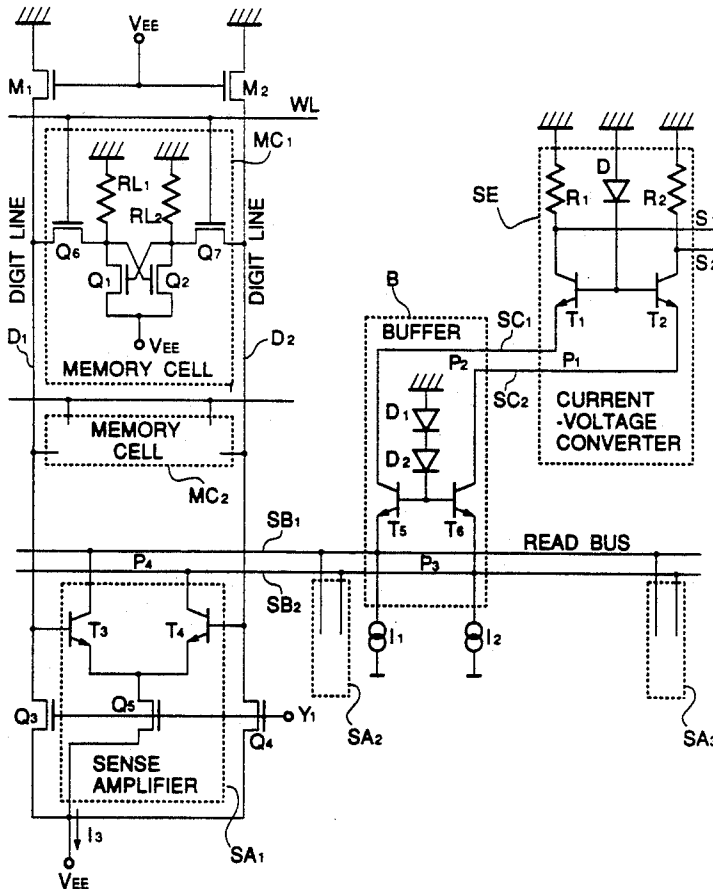 VEE
M1
M2
WL
MC1
RL1
RL2
DIGIT LINE
DIGIT LINE
Q6
Q7
Q1
Q2
VEE
D1
D2
MEMORY CELL
MEMORY
CELL
MC2
SE
R1
D
R2
S1
S2
T1
T2
B
BUFFER
SC1
P2
P1
SC2
CURRENT
-VOLTAGE
CONVERTER
D1
D2
T5
T6
SB1
READ BUS
P4
P3
SB2
T3
T4
I1
I2
Q3
Q5
Q4
Y1
SA2
SA3
SENSE
AMPLIFIER
I3
SA1
VEE